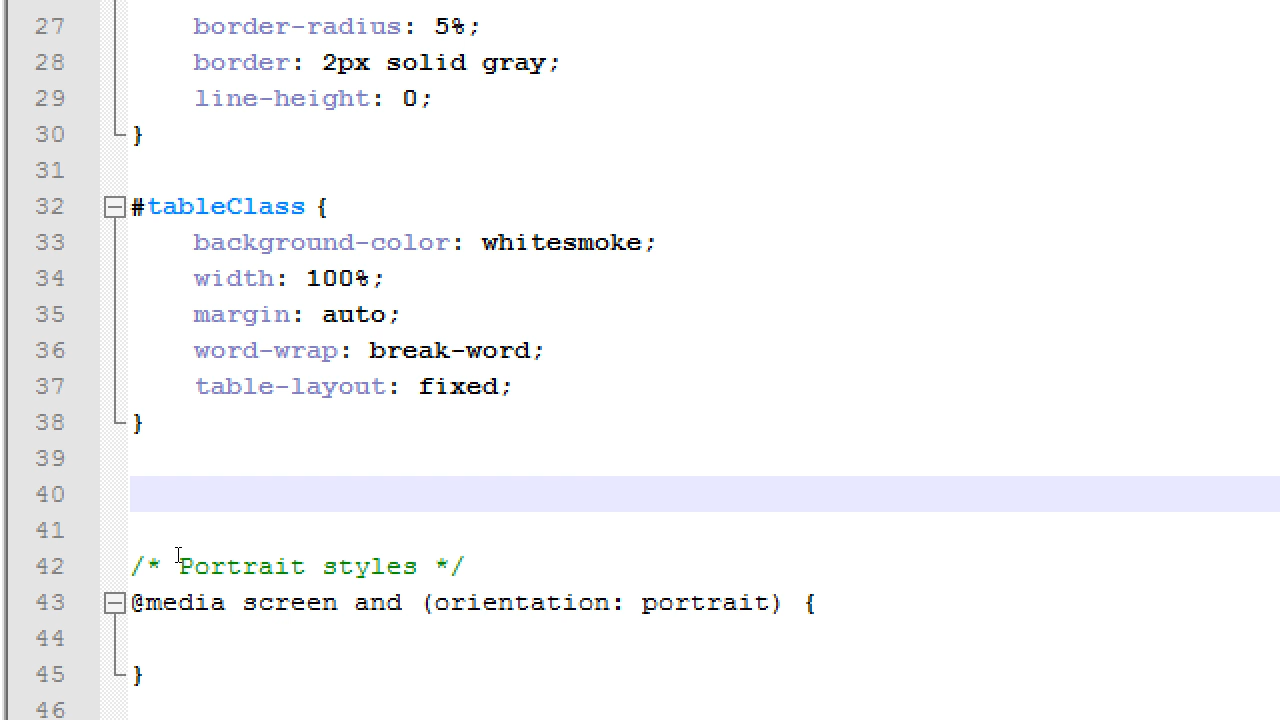 27 border-radius: 5%;
28 border: 2px solid gray;
29 line-height: 0;
30 }
31
32 #tableClass {
33 background-color: whitesmoke;
34 width: 100%;
35 margin: auto;
36 word-wrap: break-word;
37 table-layout: fixed;
38 }
39
40
41
42 /* Portrait styles */
43 @media screen and (orientation: portrait) {
44
45 }
46